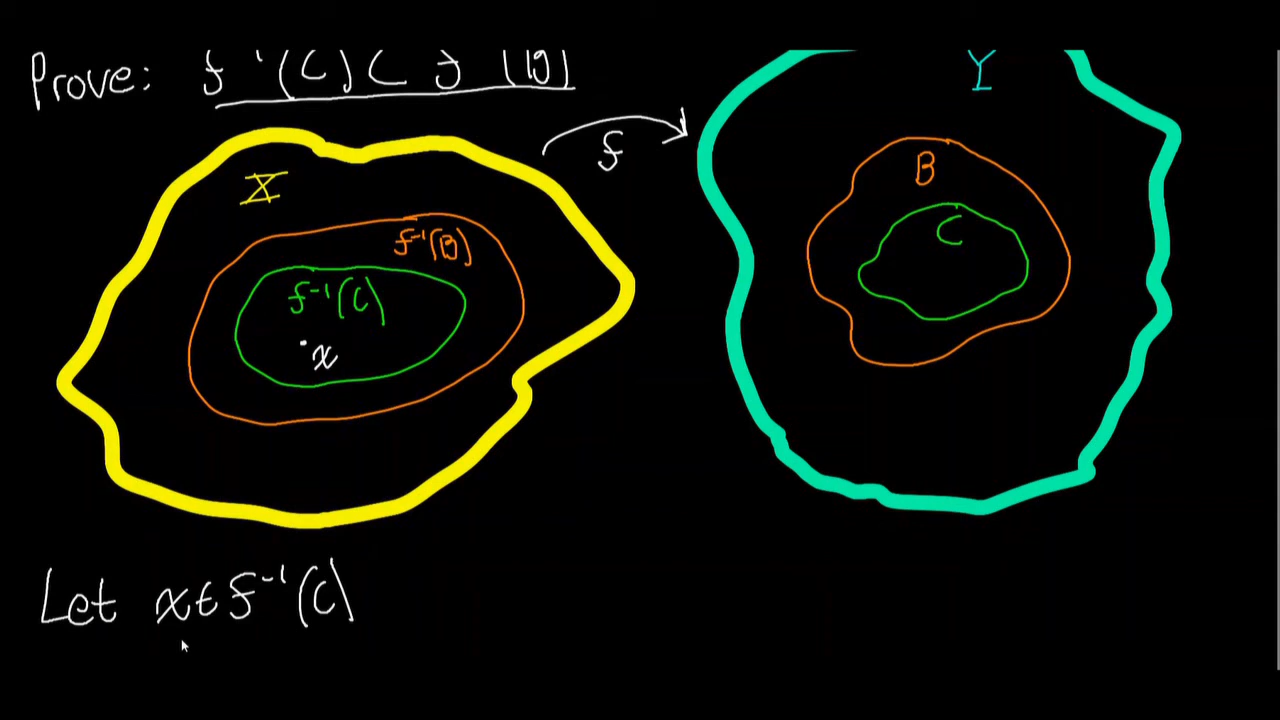 Prove: f⁻¹(C) ⊂ f⁻¹(B)
f
Y
X
B
C
f⁻¹(B)
f⁻¹(C)
x
Let x ∈ f⁻¹(C)